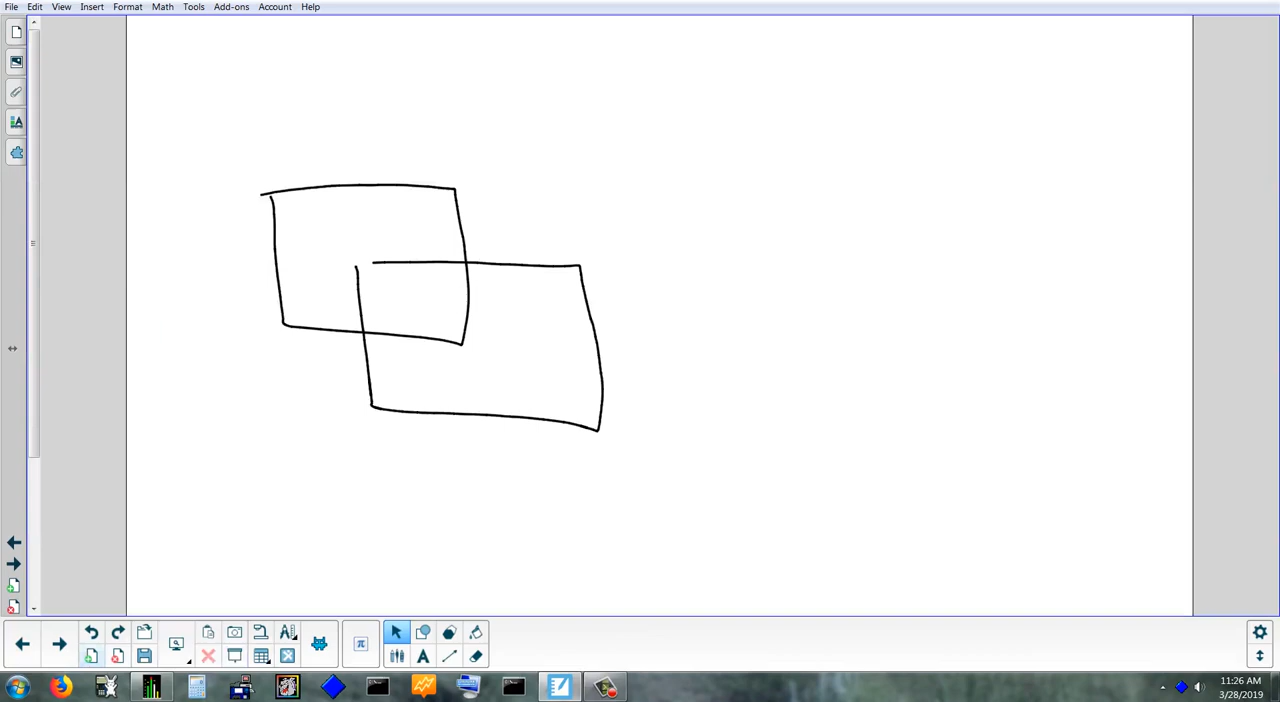 File Edit View Insert Format Math Tools Add-ons Account Help
A
π
A
11:26 AM
3/28/2019